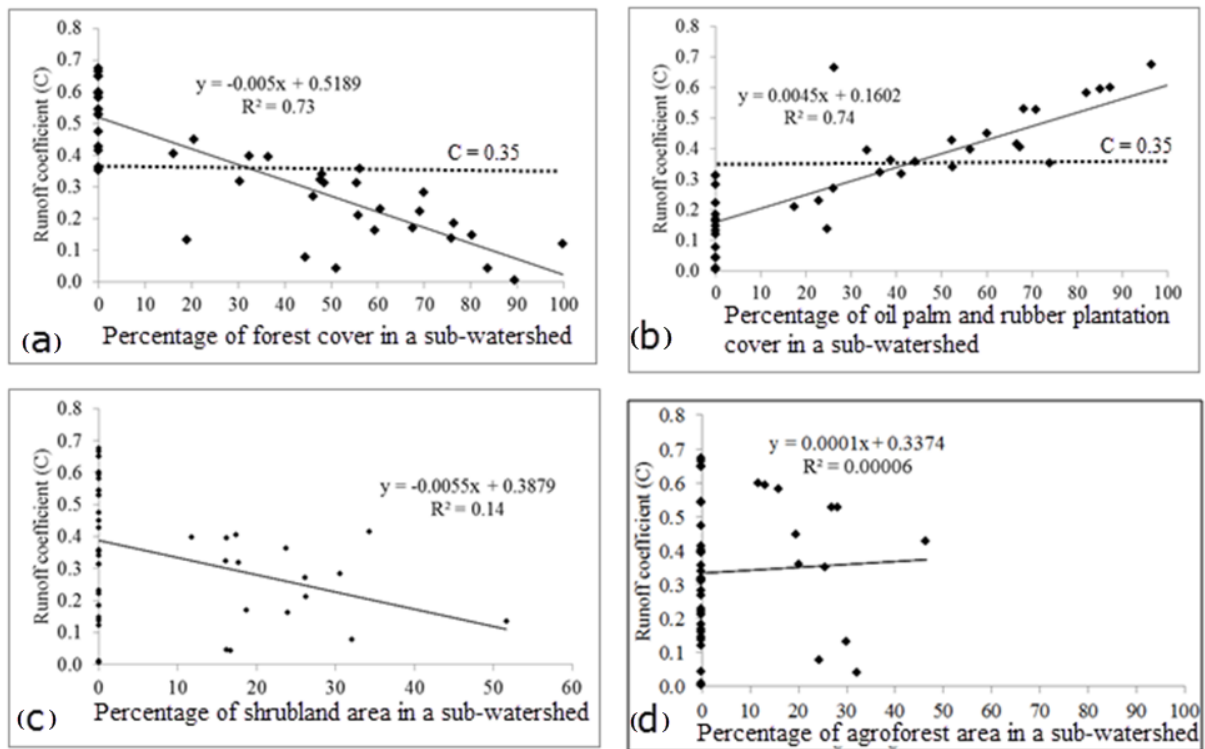 0.8
0.7
0.6
0.5
0.4
0.3
0.2
0.1
0.0
Runoff coefficient (C)
y = -0.005x + 0.5189
R² = 0.73
C = 0.35
0 10 20 30 40 50 60 70 80 90 100
(a) Percentage of forest cover in a sub-watershed
0.8
0.7
0.6
0.5
0.4
0.3
0.2
0.1
0.0
Runoff coefficient (C)
y = 0.0045x + 0.1602
R² = 0.74
C = 0.35
0 10 20 30 40 50 60 70 80 90 100
(b) Percentage of oil palm and rubber plantation
cover in a sub-watershed
0.8
0.7
0.6
0.5
0.4
0.3
0.2
0.1
0.0
Runoff coefficient (C)
y = -0.0055x + 0.3879
R² = 0.14
0 10 20 30 40 50 60
(c) Percentage of shrubland area in a sub-watershed
0.8
0.7
0.6
0.5
0.4
0.3
0.2
0.1
0.0
Runoff coefficient (C)
y = 0.0001x + 0.3374
R² = 0.00006
0 10 20 30 40 50 60 70 80 90 100
(d) Percentage of agroforest area in a sub-watershed